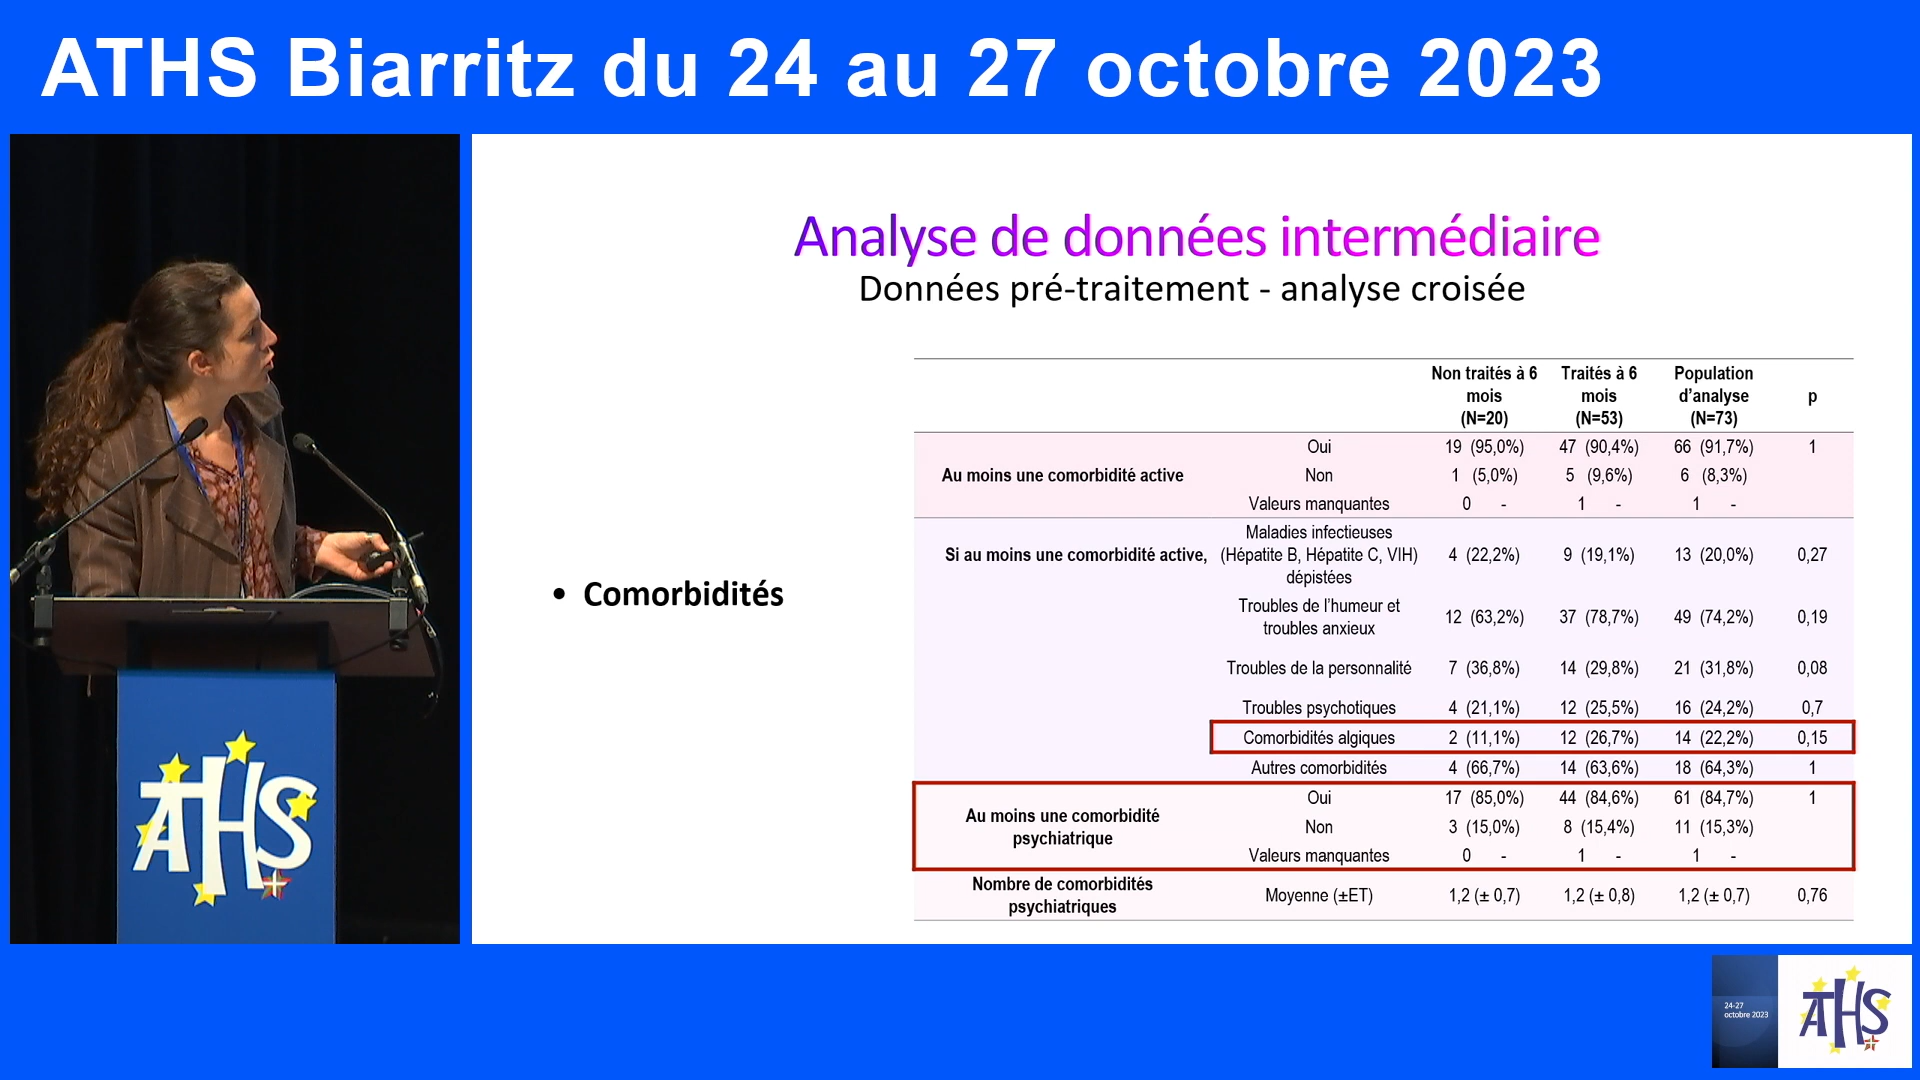 ATHS Biarritz du 24 au 27 octobre 2023
Analyse de données intermédiaire
Données pré-traitement - analyse croisée
• Comorbidités
Non traités à 6 mois (N=20) Traités à 6 mois (N=53) Population d’analyse (N=73) p
Au moins une comorbidité active
Oui 19 (95,0%) 47 (90,4%) 66 (91,7%) 1
Non 1 (5,0%) 5 (9,6%) 6 (8,3%)
Valeurs manquantes 0 - 1 - 1 -
Si au moins une comorbidité active,
Maladies infectieuses
(Hépatite B, Hépatite C, VIH) 4 (22,2%) 9 (19,1%) 13 (20,0%) 0,27
dépistées
Troubles de l’humeur et
troubles anxieux 12 (63,2%) 37 (78,7%) 49 (74,2%) 0,19
Troubles de la personnalité 7 (36,8%) 14 (29,8%) 21 (31,8%) 0,08
Troubles psychotiques 4 (21,1%) 12 (25,5%) 16 (24,2%) 0,7
Comorbidités algiques 2 (11,1%) 12 (26,7%) 14 (22,2%) 0,15
Autres comorbidités 4 (66,7%) 14 (63,6%) 18 (64,3%) 1
Au moins une comorbidité
psychiatrique
Oui 17 (85,0%) 44 (84,6%) 61 (84,7%) 1
Non 3 (15,0%) 8 (15,4%) 11 (15,3%)
Valeurs manquantes 0 - 1 - 1 -
Nombre de comorbidités
psychiatriques
Moyenne (±ET) 1,2 (± 0,7) 1,2 (± 0,8) 1,2 (± 0,7) 0,76
ATHS
24-27
octobre 2023
ATHS